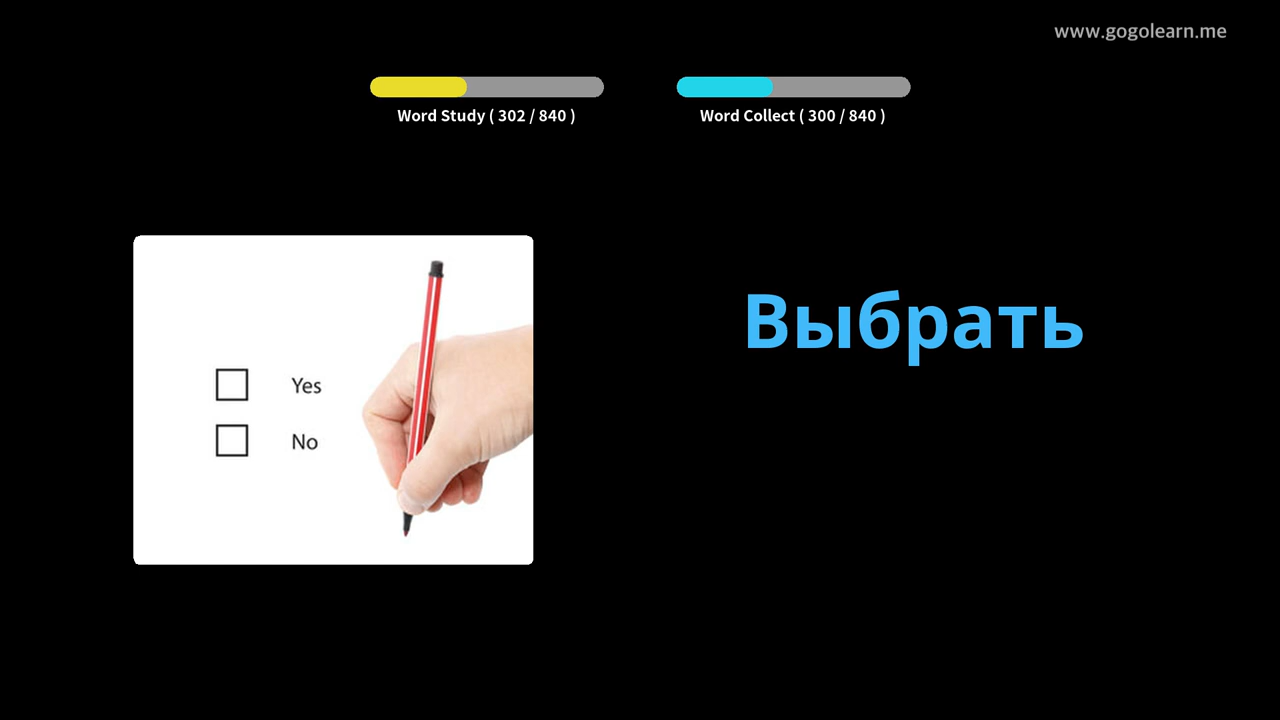 www.gogolearn.me
Word Study ( 302 / 840 )
Word Collect ( 300 / 840 )
Выбрать
Yes
No